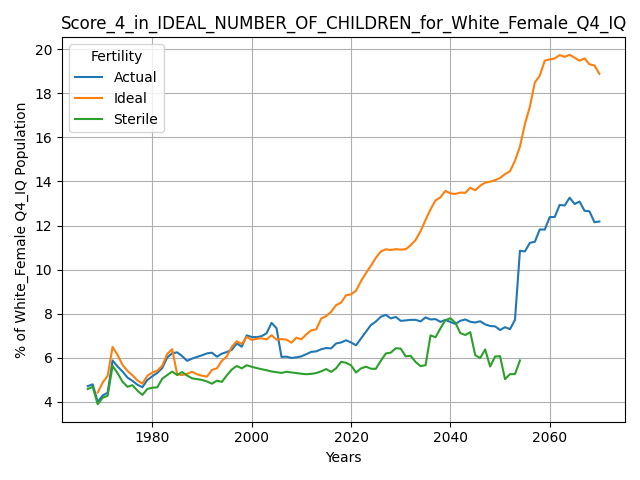 Score_4_in_IDEAL_NUMBER_OF_CHILDREN_for_White_Female_Q4_IQ
Fertility
Actual
Ideal
Sterile
% of White_Female Q4_IQ Population
20
18
16
14
12
10
8
6
4
1980
2000
2020
2040
2060
Years